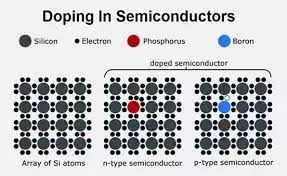 Doping In Semiconductors
Silicon
Electron
Phosphorus
Boron
doped semiconductor
Array of Si atoms
n-type semiconductor
p-type semiconductor